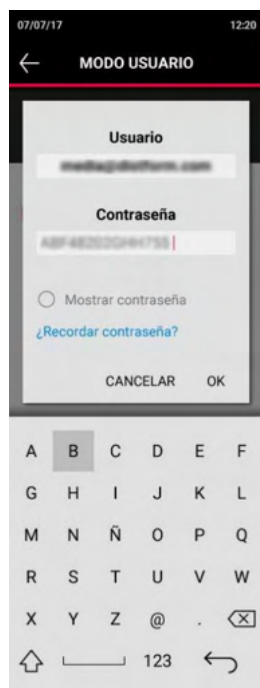 07/07/17 12:20
MODO USUARIO
Usuario
Contraseña
Mostrar contraseña
¿Recordar contraseña?
CANCELAR OK
A B C D E F
G H I J K L
M N Ñ O P Q
R S T U V W
X Y Z @ .
123